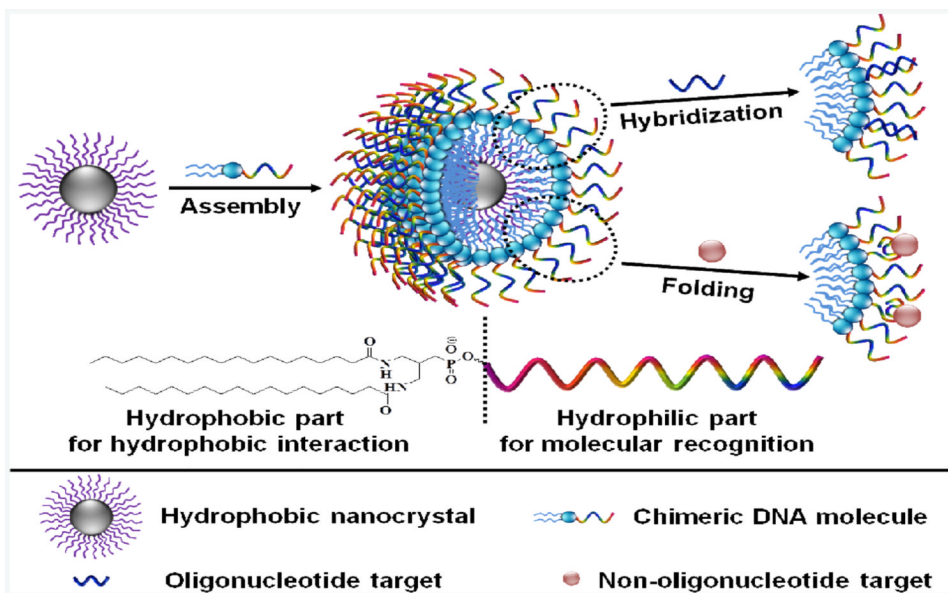 Hybridization
Assembly
Folding
O
N
H
HN
O
O
⊖
P
O
O
Hydrophobic part
for hydrophobic interaction
Hydrophilic part
for molecular recognition
Hydrophobic nanocrystal
Chimeric DNA molecule
Oligonucleotide target
Non-oligonucleotide target